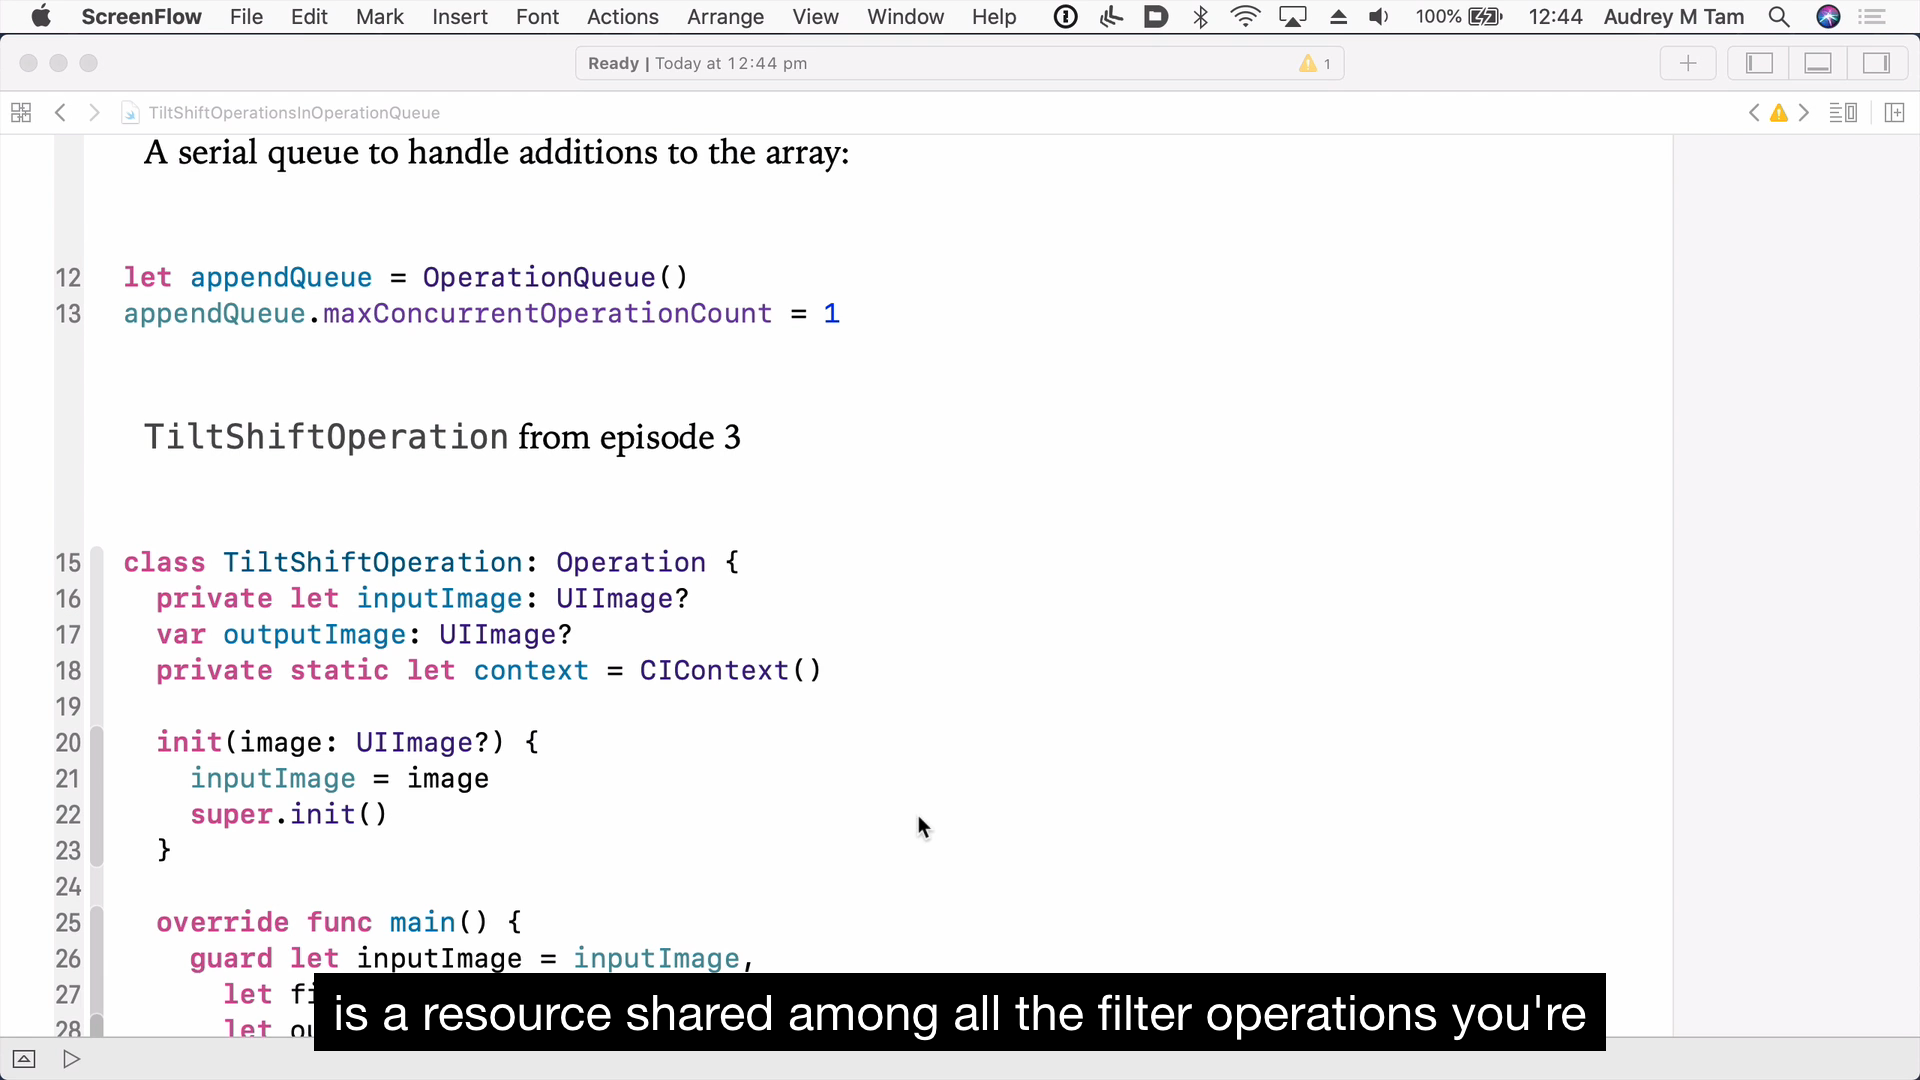 ScreenFlow File Edit Mark Insert Font Actions Arrange View Window Help 100% 12:44 Audrey M Tam
Ready | Today at 12:44 pm 1
TiltShiftOperationsInOperationQueue
A serial queue to handle additions to the array:
12 let appendQueue = OperationQueue()
13 appendQueue.maxConcurrentOperationCount = 1
TiltShiftOperation from episode 3
15 class TiltShiftOperation: Operation {
16 private let inputImage: UIImage?
17 var outputImage: UIImage?
18 private static let context = CIContext()
19
20 init(image: UIImage?) {
21 inputImage = image
22 super.init()
23 }
24
25 override func main() {
26 guard let inputImage = inputImage,
27 let
28 let
is a resource shared among all the filter operations you're